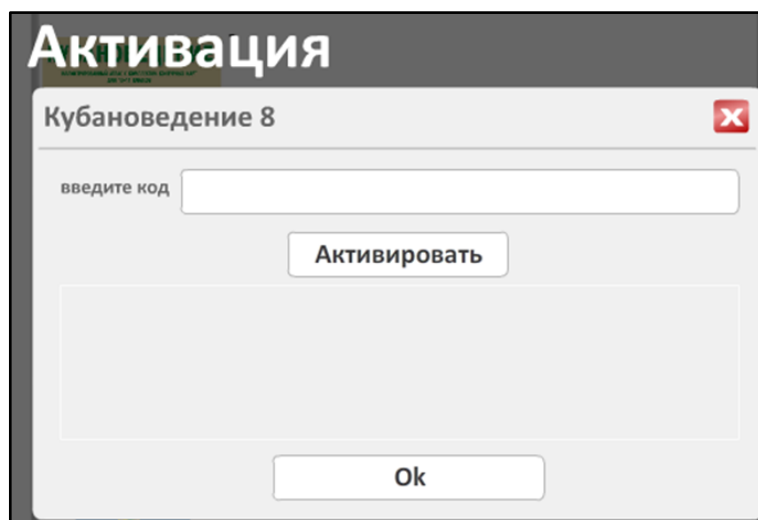 Активация
Кубановедение 8
введите код
Активировать
Ok